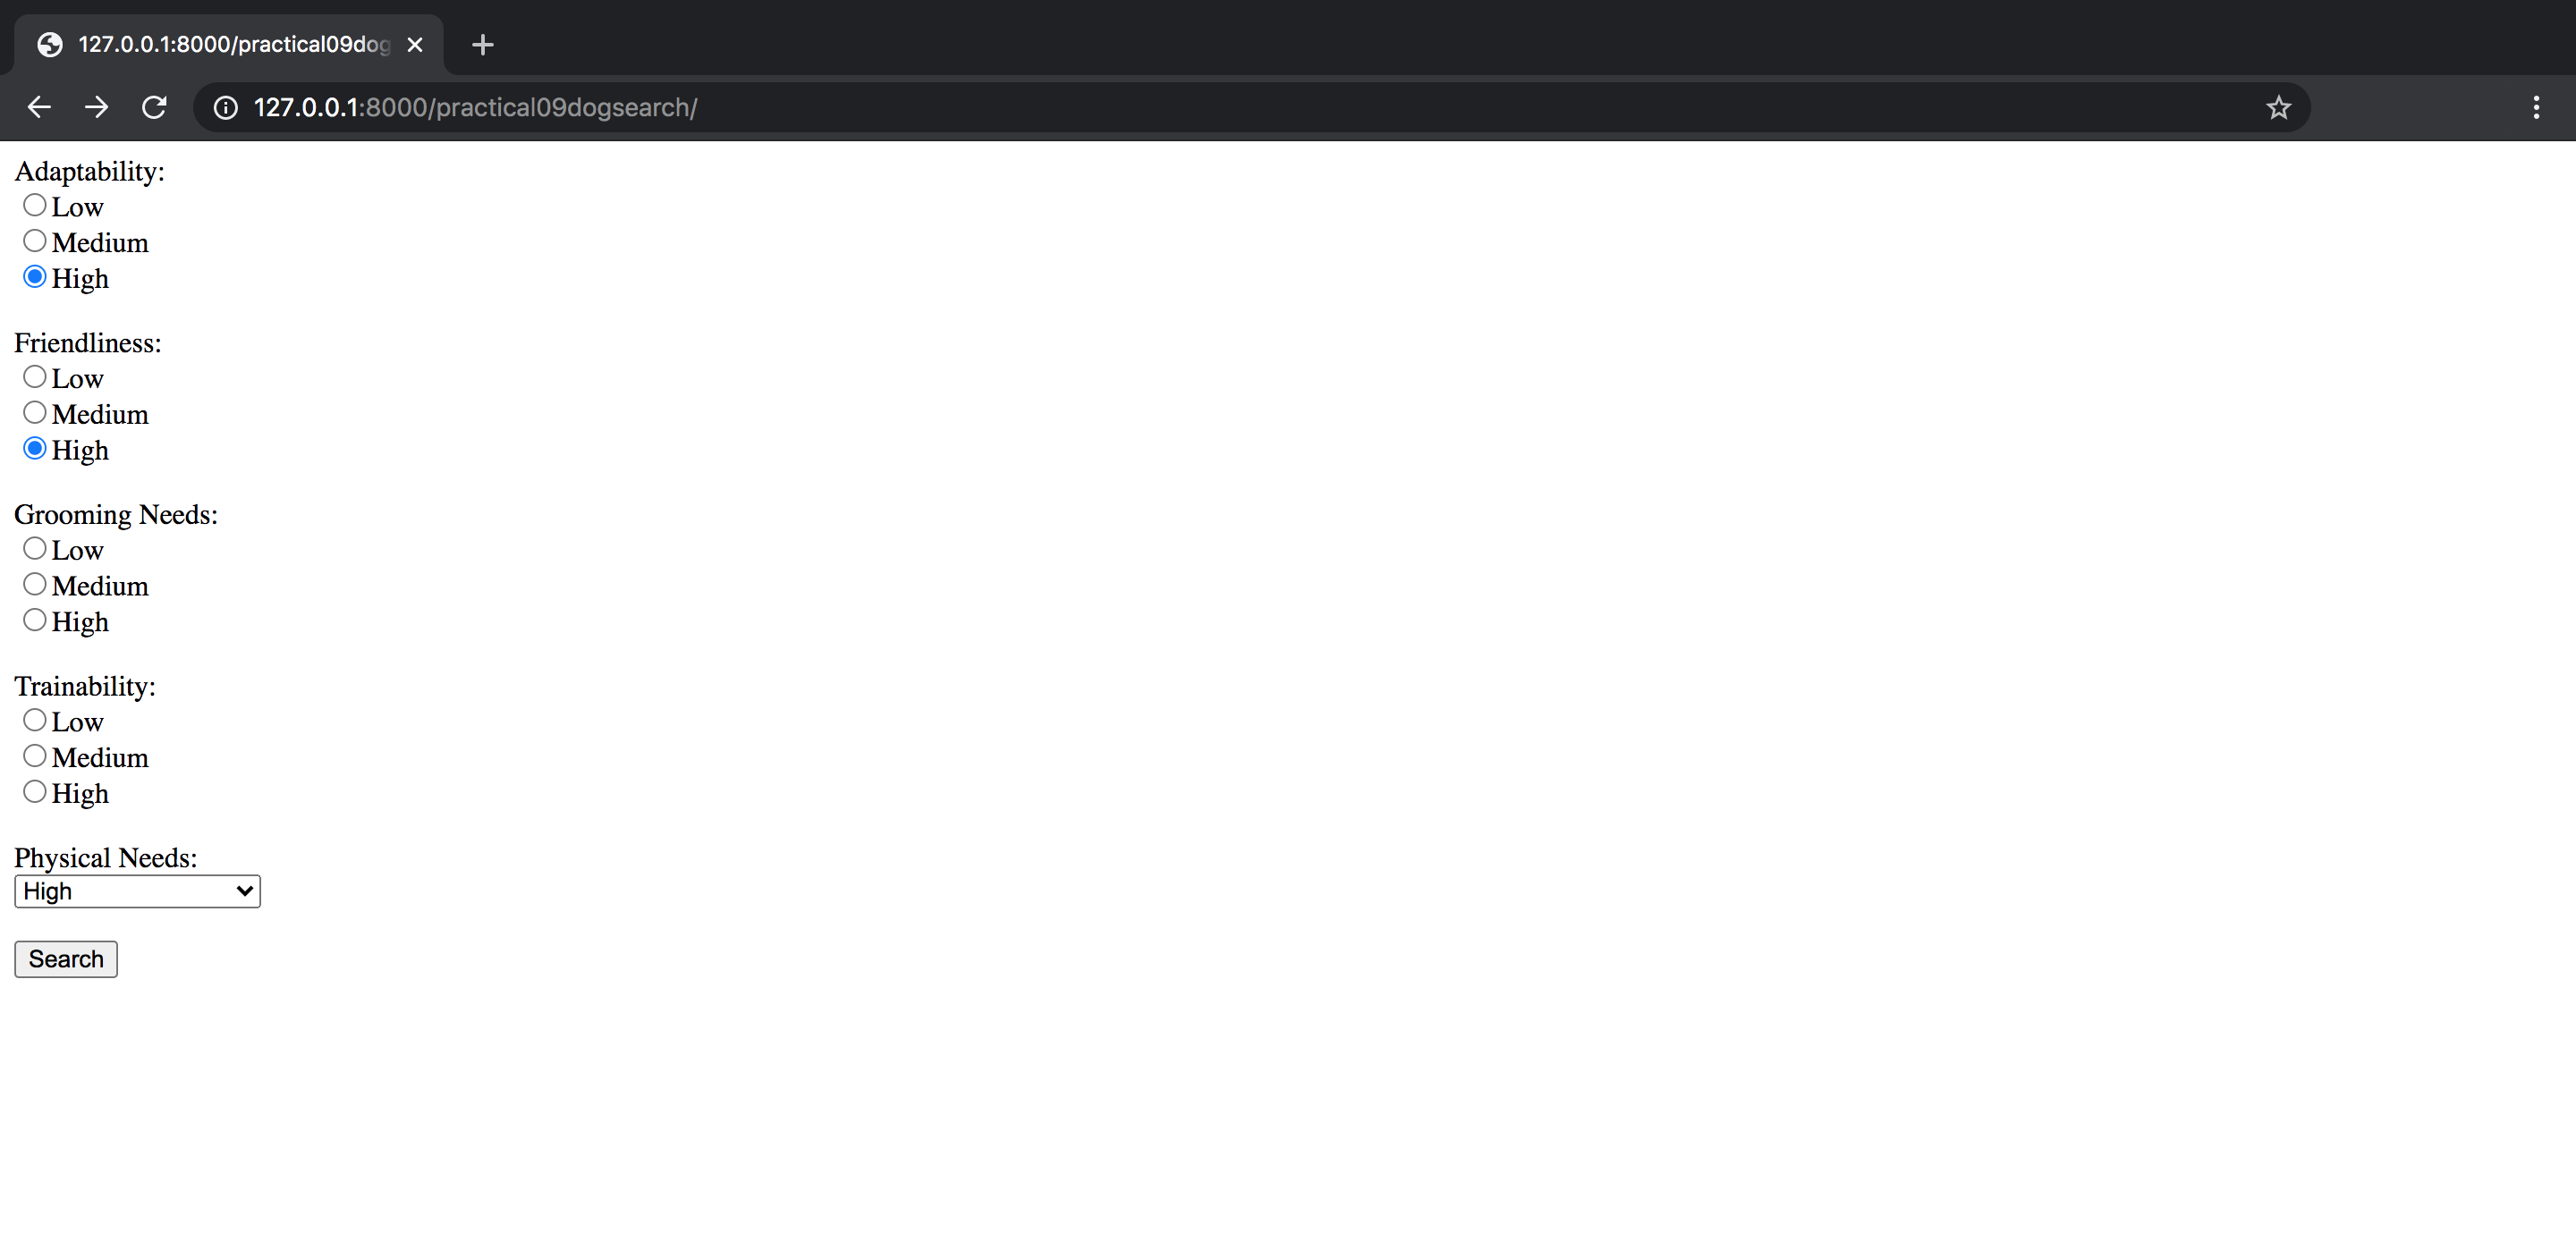 127.0.0.1:8000/practical09dog
127.0.0.1:8000/practical09dogsearch/
Adaptability:
Low
Medium
High
Friendliness:
Low
Medium
High
Grooming Needs:
Low
Medium
High
Trainability:
Low
Medium
High
Physical Needs:
High
Search